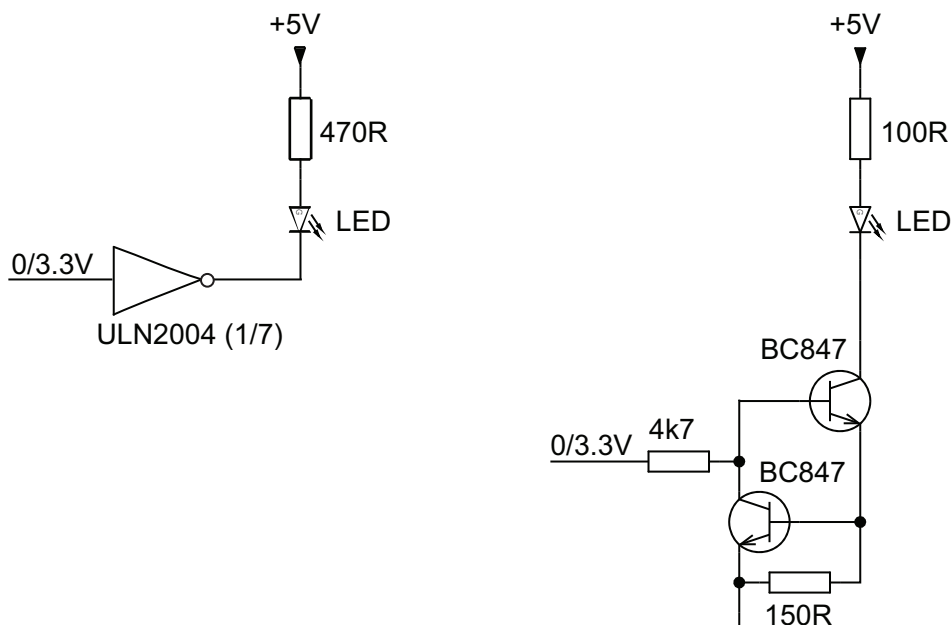 +5V
470R
G
LED
0/3.3V
ULN2004 (1/7)
+5V
100R
G
LED
BC847
4k7
0/3.3V
BC847
150R